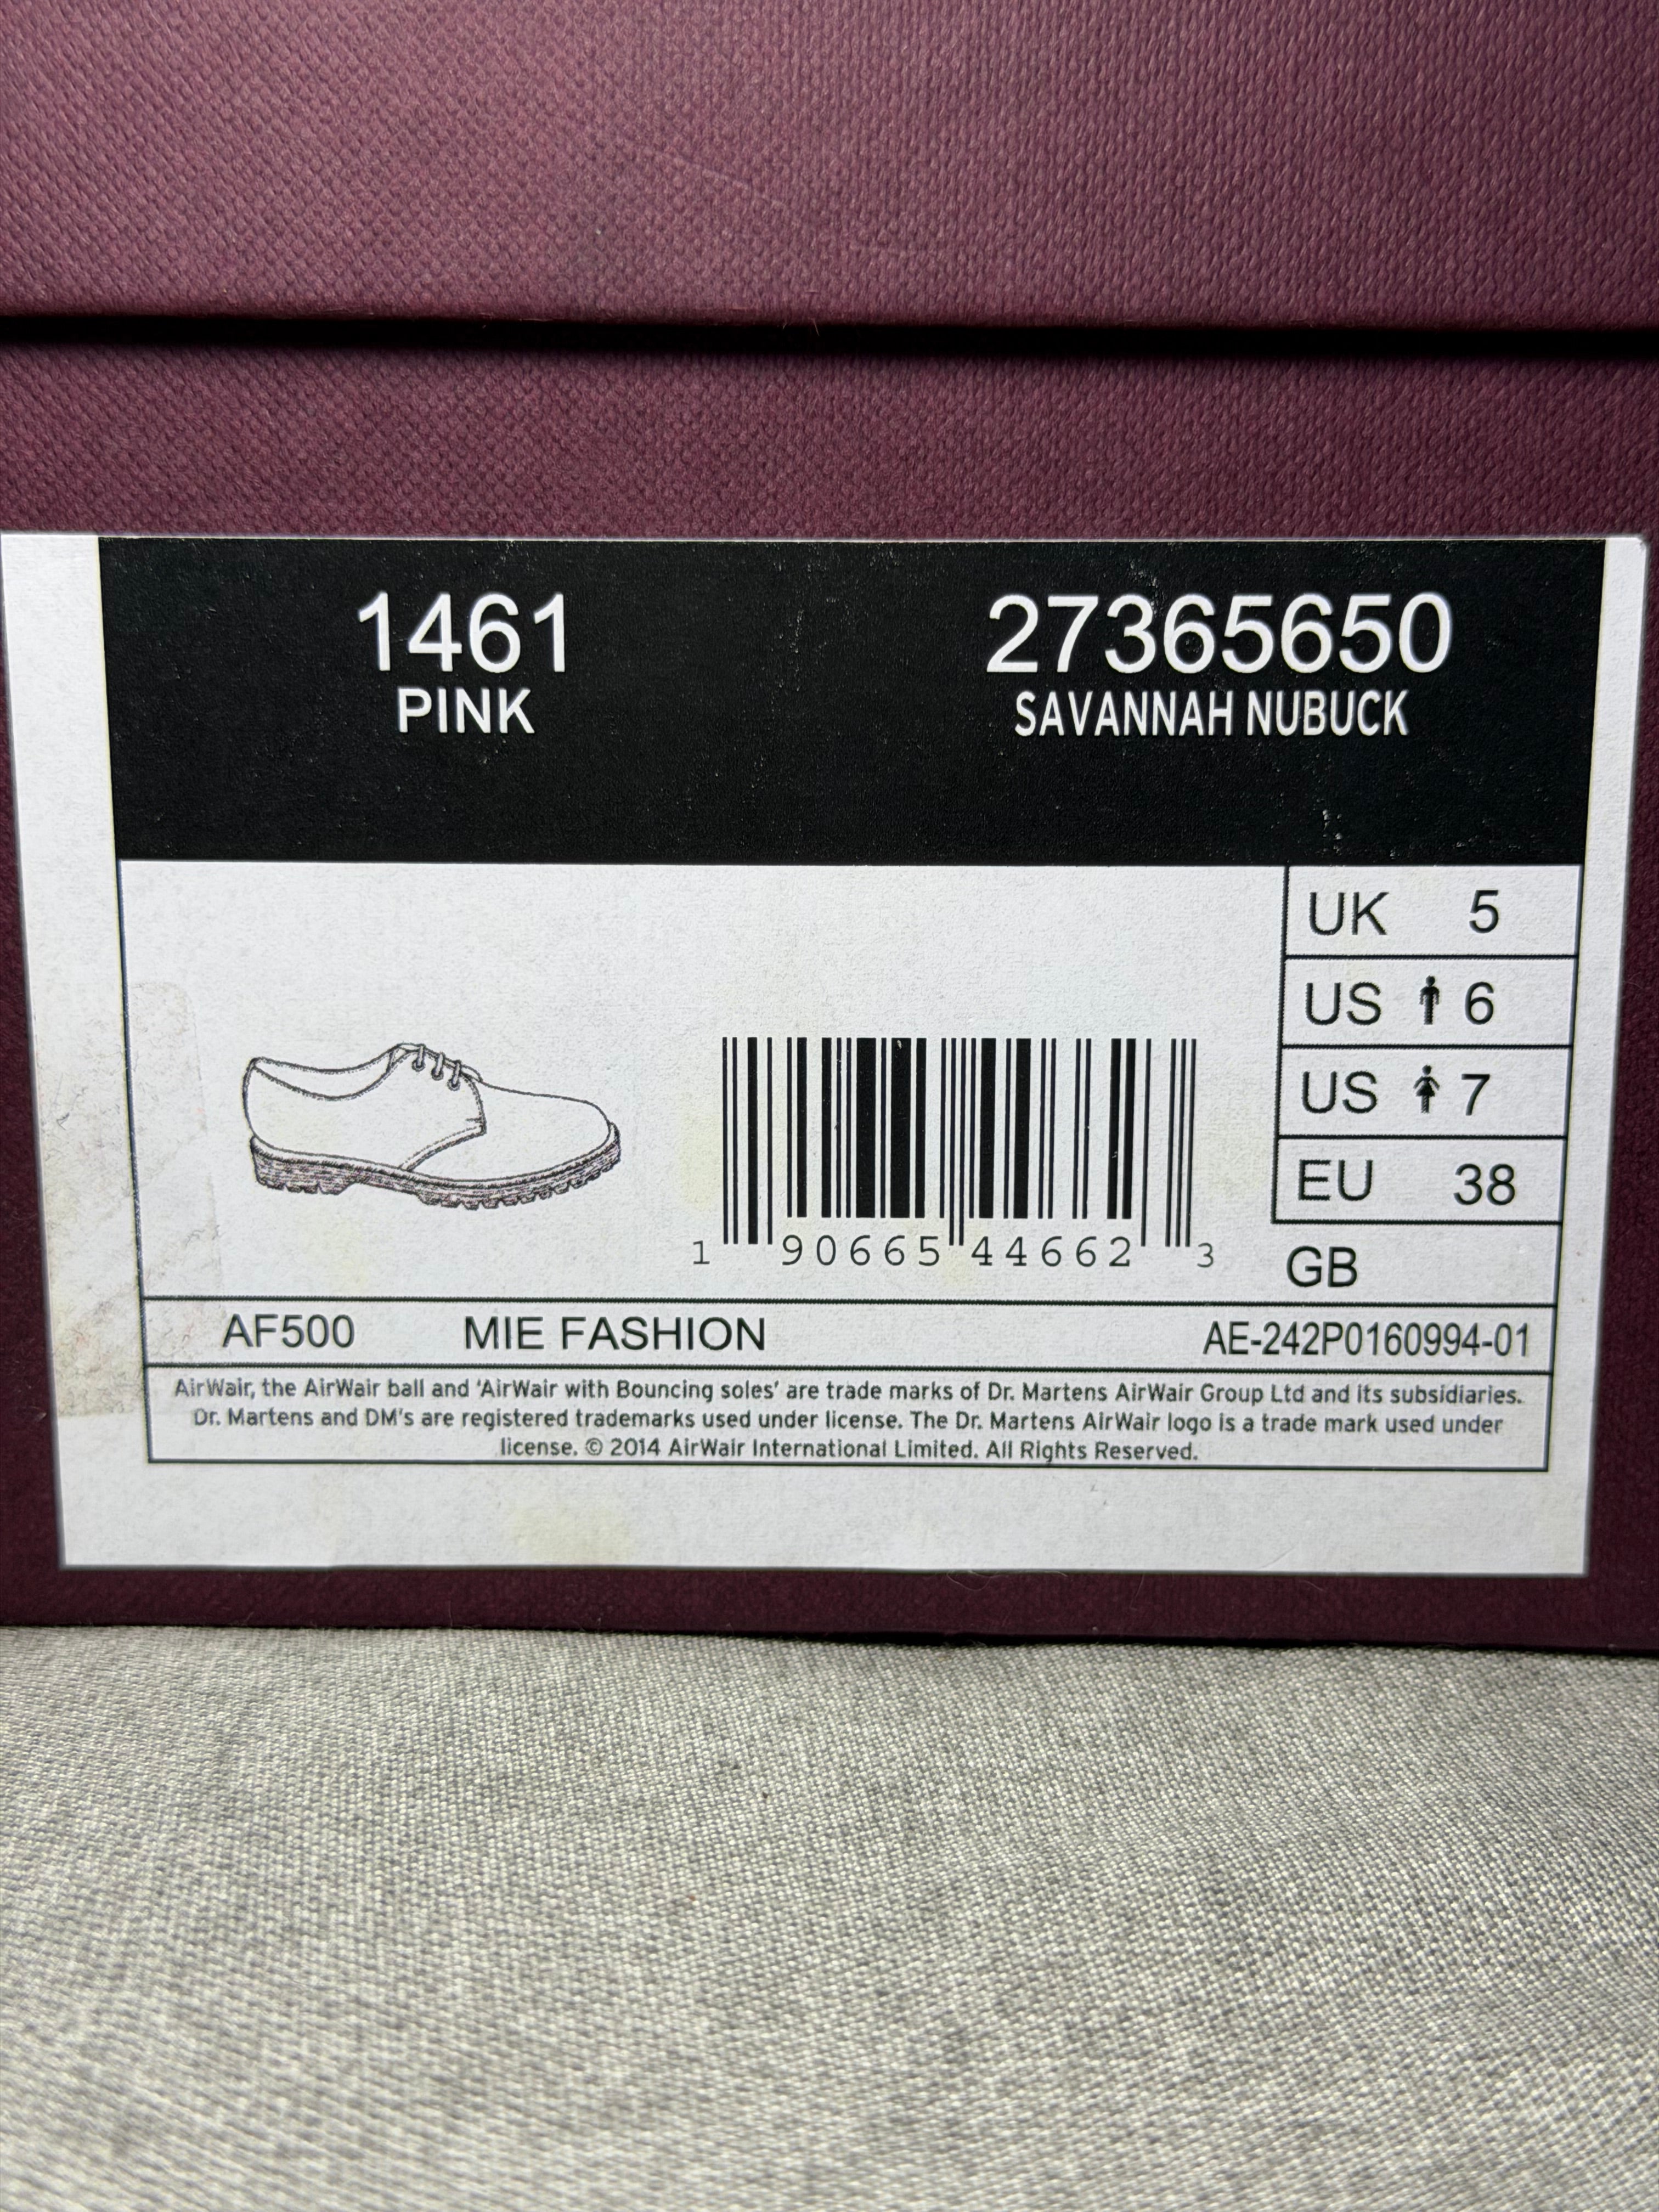 1461
PINK
27365650
SAVANNAH NUBUCK
UK 5
US 6
US 7
EU 38
GB
1 90665 44662 3
AF500 MIE FASHION AE-242P0160994-01
AirWair, the AirWair ball and 'AirWair with Bouncing soles' are trade marks of Dr. Martens AirWair Group Ltd and its subsidiaries.
Dr. Martens and DM's are registered trademarks used under license. The Dr. Martens AirWair logo is a trade mark used under
license. © 2014 AirWair International Limited. All Rights Reserved.